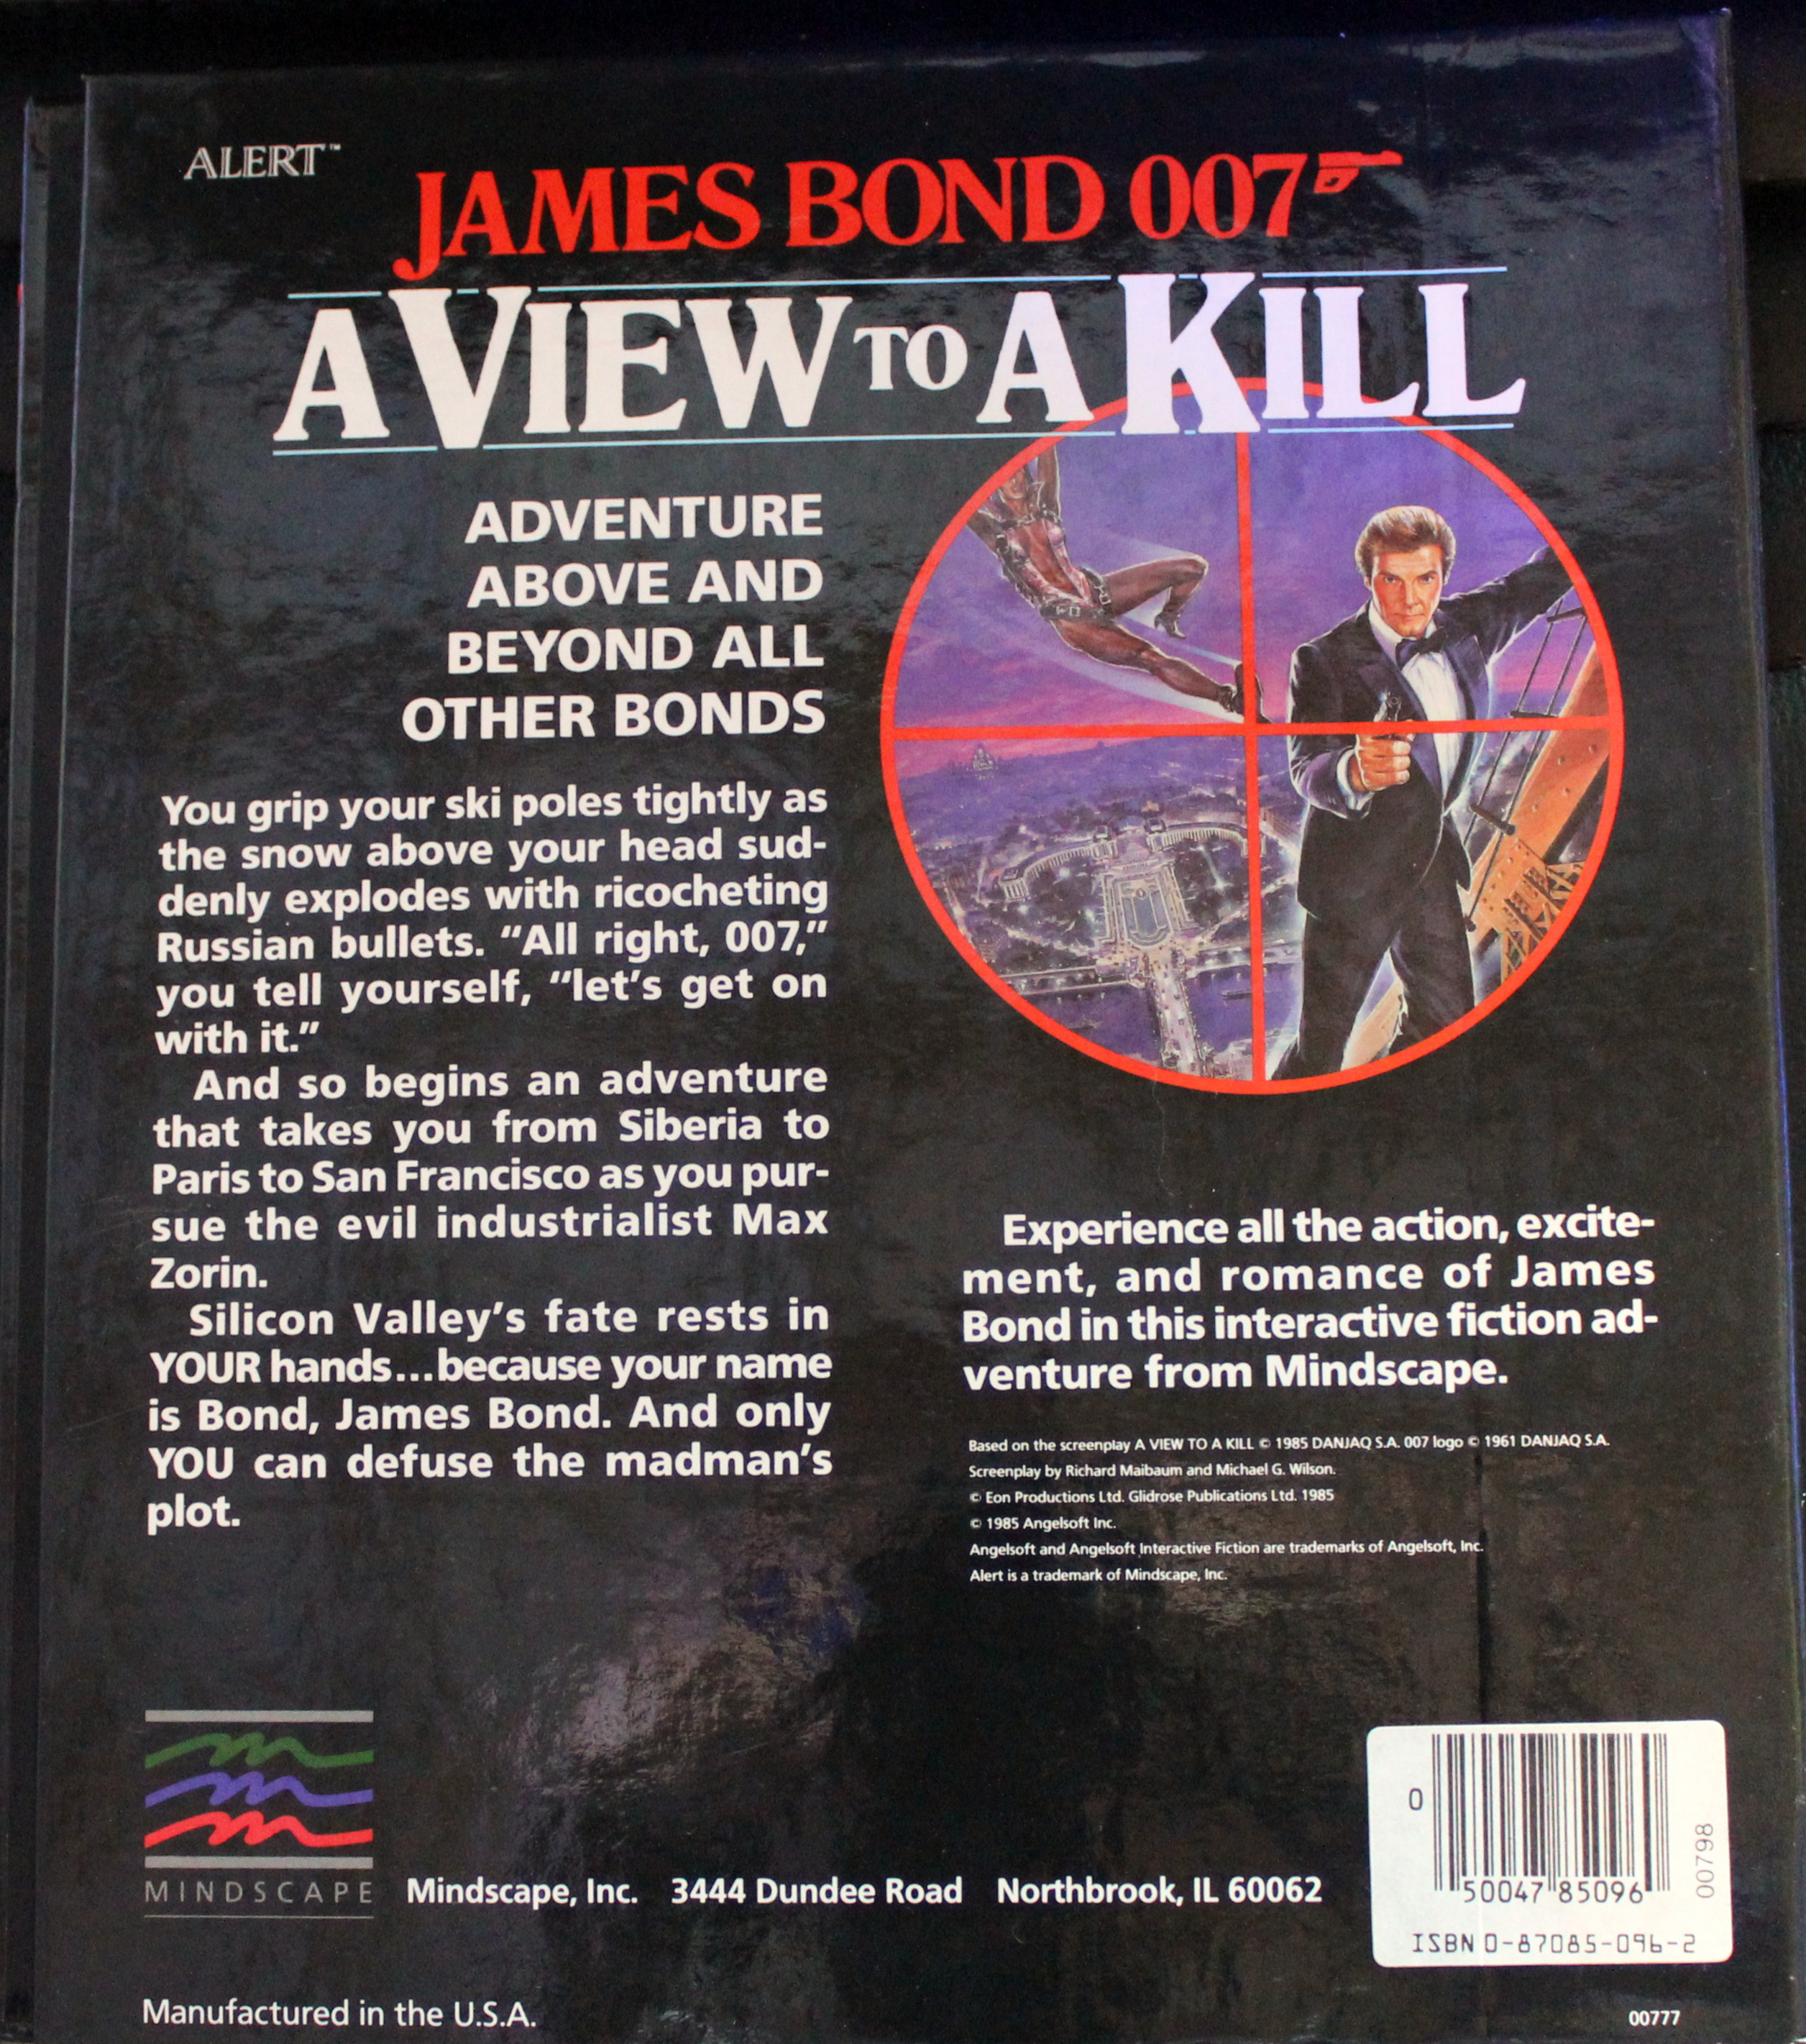 ALERT™
JAMES BOND 007
A VIEW TO A KILL
ADVENTURE
ABOVE AND
BEYOND ALL
OTHER BONDS
You grip your ski poles tightly as
the snow above your head sud-
denly explodes with ricocheting
Russian bullets. “All right, 007,”
you tell yourself, “let’s get on
with it.”
And so begins an adventure
that takes you from Siberia to
Paris to San Francisco as you pur-
sue the evil industrialist Max
Zorin.
Silicon Valley’s fate rests in
YOUR hands...because your name
is Bond, James Bond. And only
YOU can defuse the madman’s
plot.
Experience all the action, excite-
ment, and romance of James
Bond in this interactive fiction ad-
venture from Mindscape.
Based on the screenplay A VIEW TO A KILL © 1985 DANJAQ S.A. 007 logo © 1961 DANJAQ S.A.
Screenplay by Richard Maibaum and Michael G. Wilson.
© Eon Productions Ltd. Glidrose Publications Ltd. 1985
© 1985 Angelsoft Inc.
Angelsoft and Angelsoft Interactive Fiction are trademarks of Angelsoft, Inc.
Alert is a trademark of Mindscape, Inc.
MINDSCAPE
Mindscape, Inc. 3444 Dundee Road Northbrook, IL 60062
0
50047 85096
00798
ISBN 0-87085-096-2
Manufactured in the U.S.A.
00777